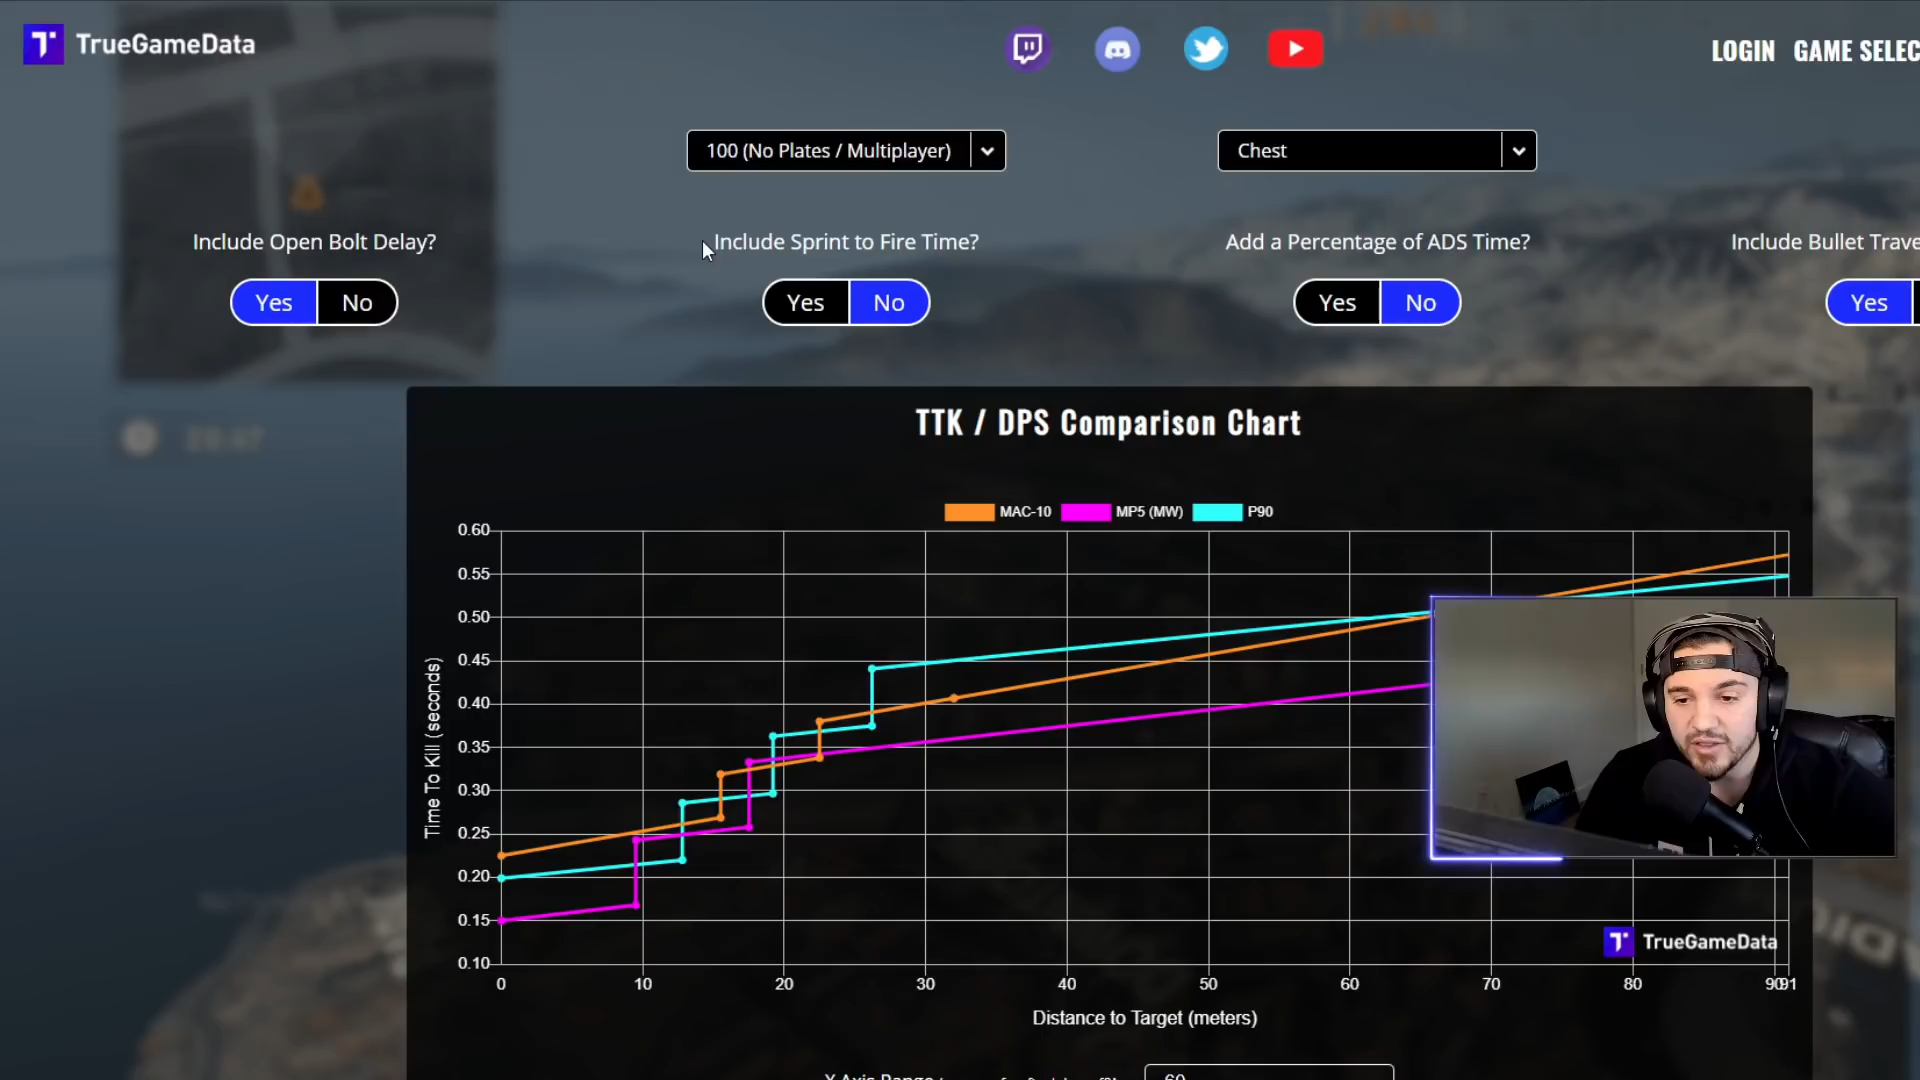 TrueGameData
LOGIN GAME SELEC
100 (No Plates / Multiplayer)
Chest
Include Open Bolt Delay?
Include Sprint to Fire Time?
Add a Percentage of ADS Time?
Include Bullet Trave
Yes No
Yes No
Yes No
Yes
TTK / DPS Comparison Chart
MAC-10 MP5 (MW) P90
0.60
0.55
0.50
0.45
0.40
0.35
0.30
0.25
0.20
0.15
0.10
Time To Kill (seconds)
0 10 20 30 40 50 60 70 80 90 91
Distance to Target (meters)
TrueGameData
60